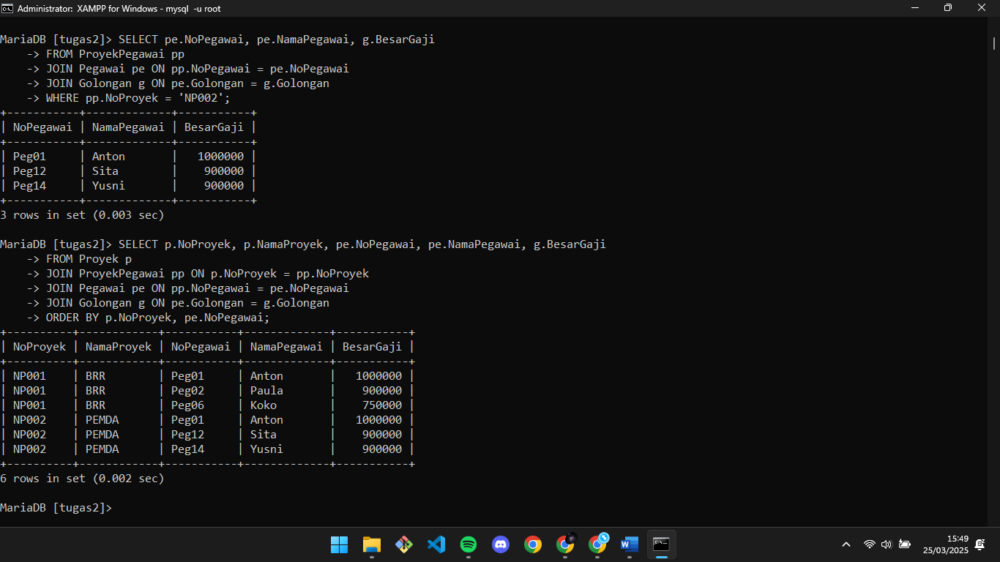 Administrator: XAMPP for Windows - mysql -u root
MariaDB [tugas2]> SELECT pe.NoPegawai, pe.NamaPegawai, g.BesarGaji
    -> FROM ProyekPegawai pp
    -> JOIN Pegawai pe ON pp.NoPegawai = pe.NoPegawai
    -> JOIN Golongan g ON pe.Golongan = g.Golongan
    -> WHERE pp.NoProyek = 'NP002';
+-----------+-------------+-----------+
| NoPegawai | NamaPegawai | BesarGaji |
+-----------+-------------+-----------+
| Peg01     | Anton       |   1000000 |
| Peg12     | Sita        |    900000 |
| Peg14     | Yusni       |    900000 |
+-----------+-------------+-----------+
3 rows in set (0.003 sec)
MariaDB [tugas2]> SELECT p.NoProyek, p.NamaProyek, pe.NoPegawai, pe.NamaPegawai, g.BesarGaji
    -> FROM Proyek p
    -> JOIN ProyekPegawai pp ON p.NoProyek = pp.NoProyek
    -> JOIN Pegawai pe ON pp.NoPegawai = pe.NoPegawai
    -> JOIN Golongan g ON pe.Golongan = g.Golongan
    -> ORDER BY p.NoProyek, pe.NoPegawai;
+----------+------------+-----------+-------------+-----------+
| NoProyek | NamaProyek | NoPegawai | NamaPegawai | BesarGaji |
+----------+------------+-----------+-------------+-----------+
| NP001    | BRR        | Peg01     | Anton       |   1000000 |
| NP001    | BRR        | Peg02     | Paula       |    900000 |
| NP001    | BRR        | Peg06     | Koko        |    750000 |
| NP002    | PEMDA      | Peg01     | Anton       |   1000000 |
| NP002    | PEMDA      | Peg12     | Sita        |    900000 |
| NP002    | PEMDA      | Peg14     | Yusni       |    900000 |
+----------+------------+-----------+-------------+-----------+
6 rows in set (0.002 sec)
MariaDB [tugas2]>
15:49
25/03/2025